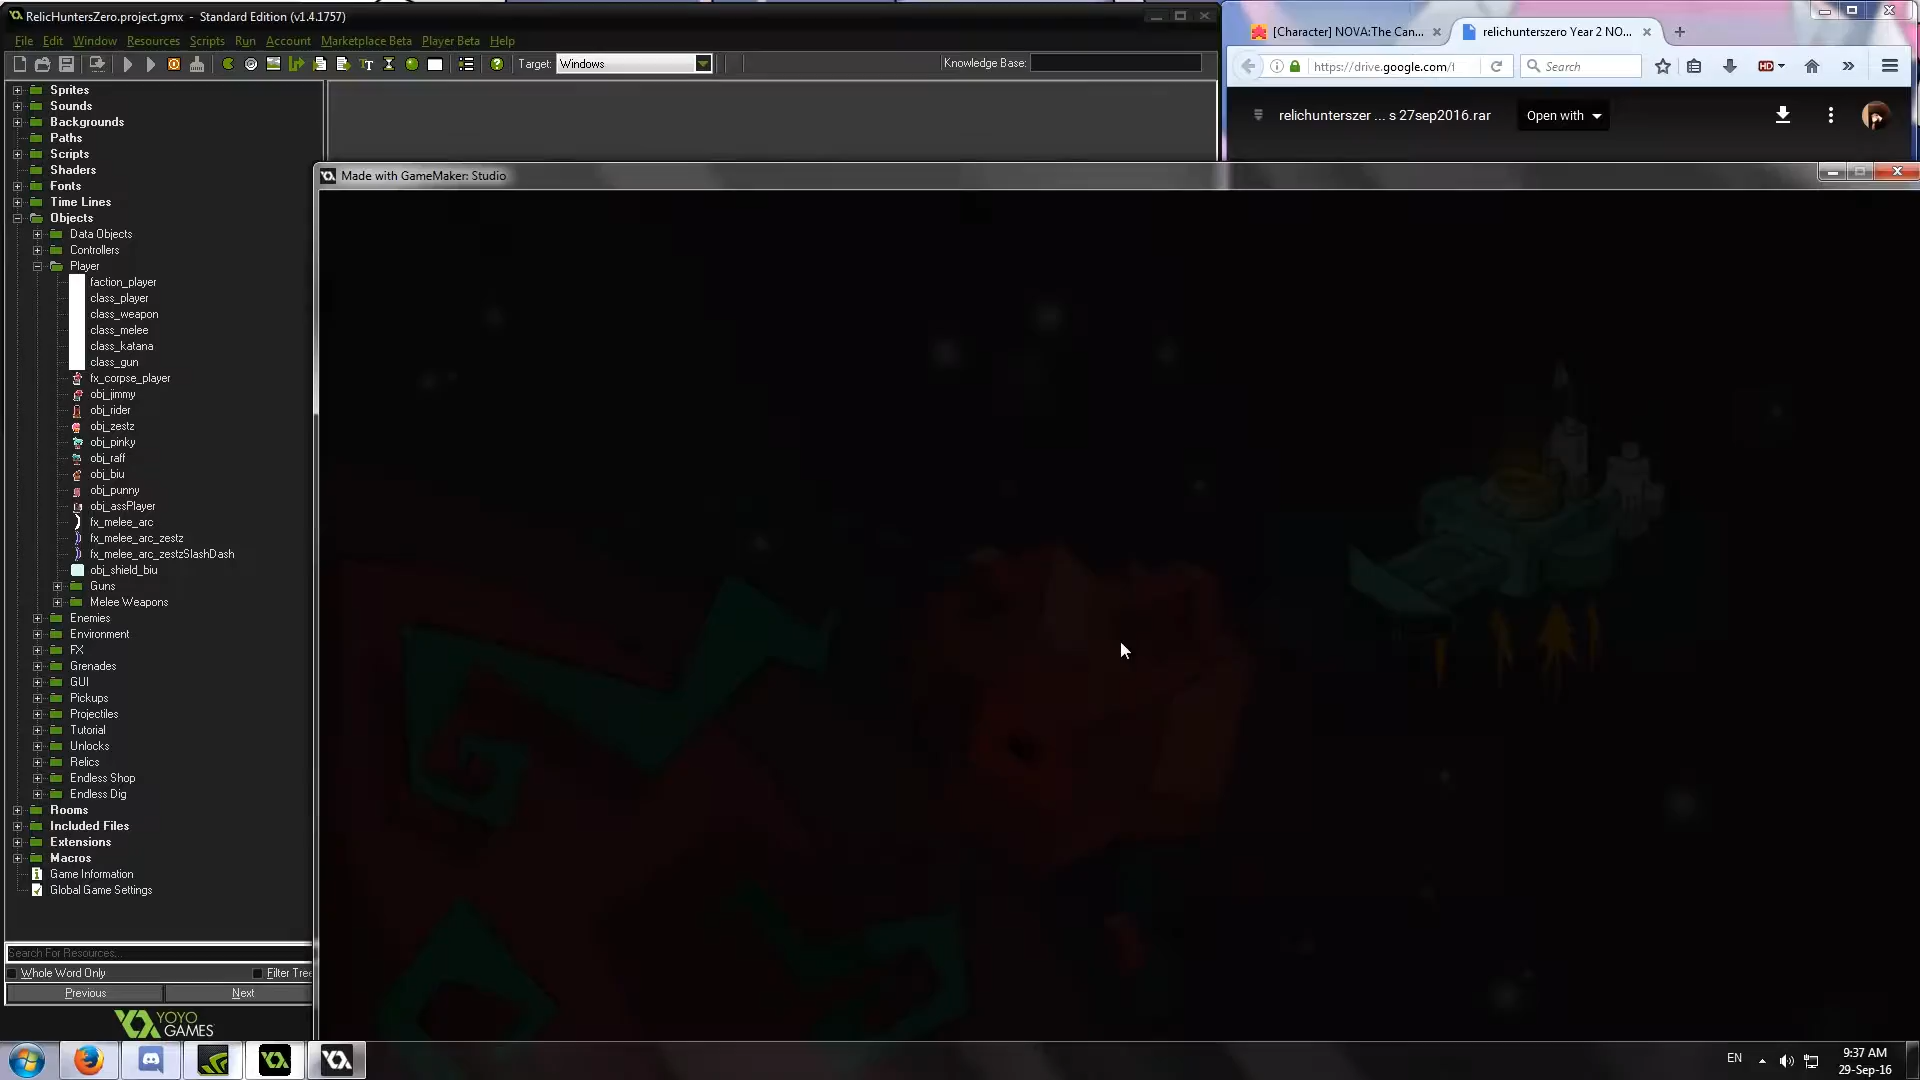 RelicHuntersZero.project.gmx - Standard Edition (v1.4.1757)
File Edit Window Resources Scripts Run Account Marketplace Beta Player Beta Help
Target: Windows Knowledge Base:
Sprites
Sounds
Backgrounds
Paths
Scripts
Shaders
Fonts
Time Lines
Objects
Data Objects
Controllers
Player
faction_player
class_player
class_weapon
class_melee
class_katana
class_gun
fx_corpse_player
obj_jimmy
obj_rider
obj_zestz
obj_pinky
obj_raff
obj_biu
obj_punny
obj_assPlayer
fx_melee_arc
fx_melee_arc_zestz
fx_melee_arc_zestzSlashDash
obj_shield_biu
Guns
Melee Weapons
Enemies
Environment
FX
Grenades
GUI
Pickups
Projectiles
Tutorial
Unlocks
Relics
Endless Shop
Endless Dig
Rooms
Included Files
Extensions
Macros
Game Information
Global Game Settings
Search For Resources...
Whole Word Only Filter Tree
Previous Next
YOYO
GAMES
[Character] NOVA:The Can...
relichunterszero Year 2 NO...
https://drive.google.com/f
Search
HD
relichunterszer ... s 27sep2016.rar
Open with
Made with GameMaker: Studio
EN
9:37 AM
29-Sep-16